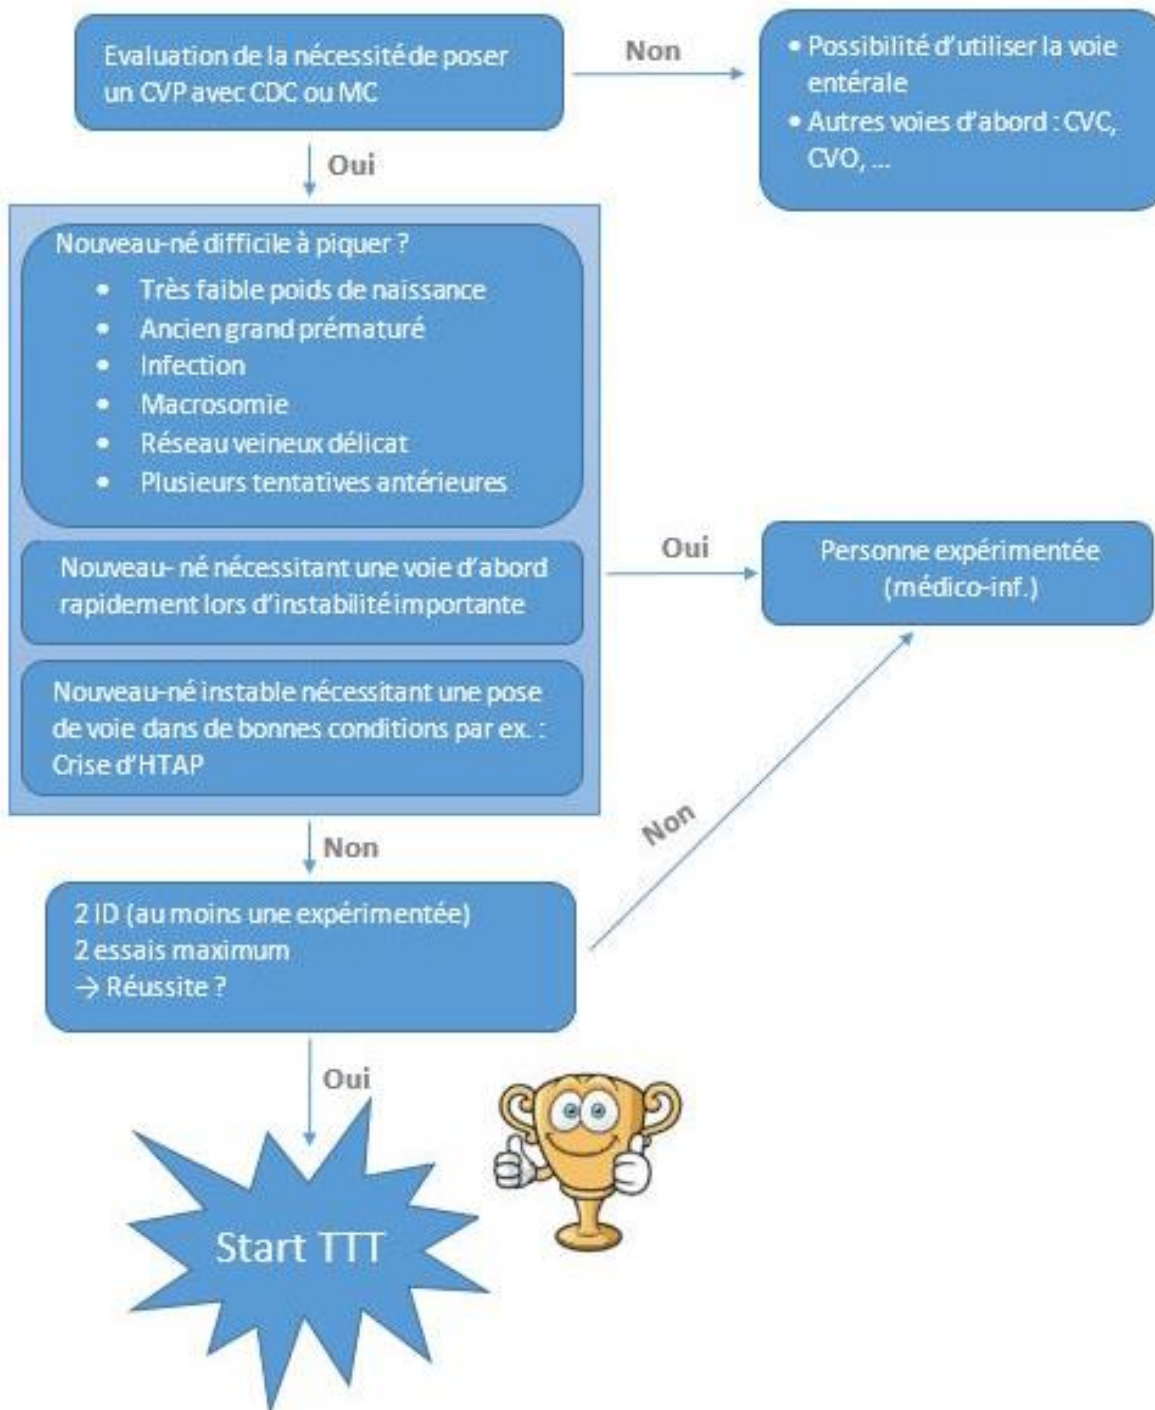 Evaluation de la nécessité de poser
un CVP avec CDC ou MC
Non
• Possibilité d'utiliser la voie
entérale
• Autres voies d'abord : CVC,
CVO, ...
Oui
Nouveau-né difficile à piquer ?
• Très faible poids de naissance
• Ancien grand prématuré
• Infection
• Macrosomie
• Réseau veineux délicat
• Plusieurs tentatives antérieures
Nouveau- né nécessitant une voie d'abord
rapidement lors d'instabilité importante
Nouveau-né instable nécessitant une pose
de voie dans de bonnes conditions par ex. :
Crise d'HTAP
Oui
Personne expérimentée
(médico-inf.)
Non
Non
2 ID (au moins une expérimentée)
2 essais maximum
→ Réussite ?
Oui
Start TTT